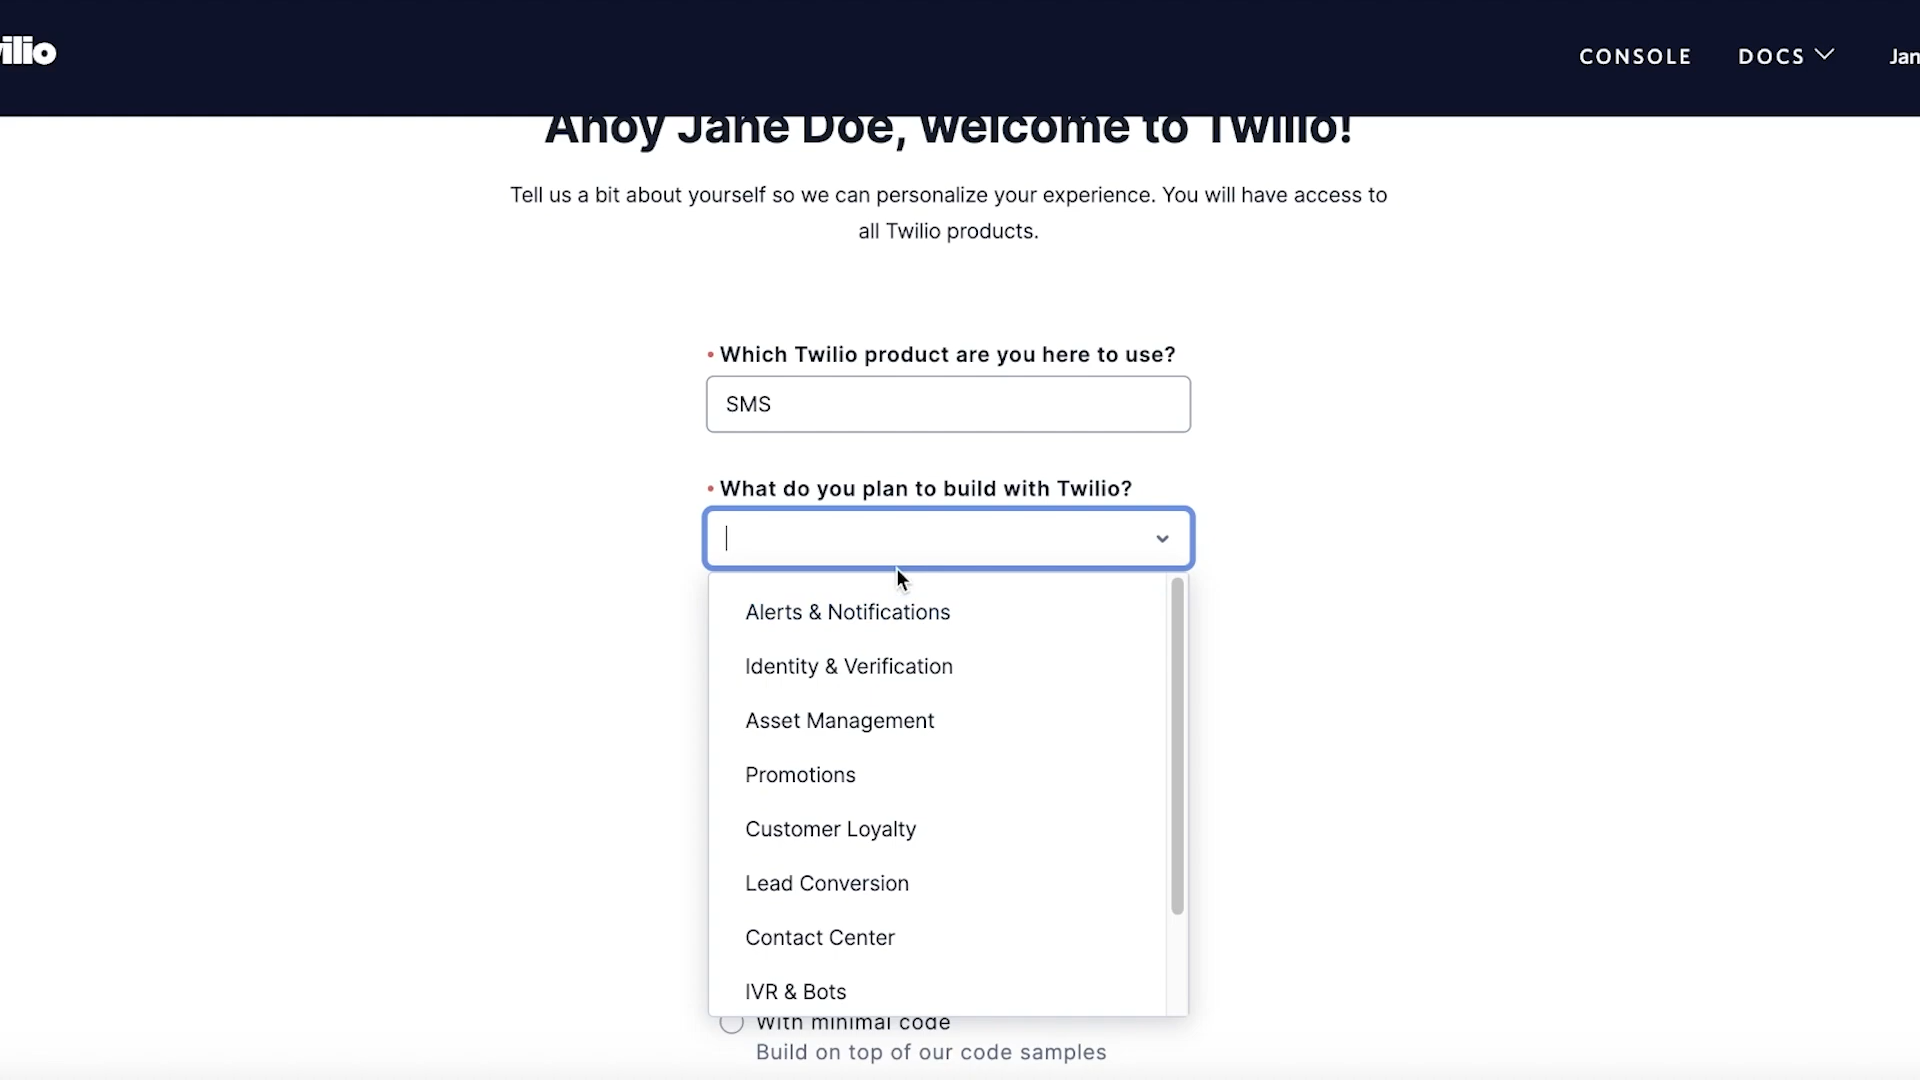 CONSOLE DOCS
Ahoy Jane Doe, welcome to Twilio!
Tell us a bit about yourself so we can personalize your experience. You will have access to
all Twilio products.
Which Twilio product are you here to use?
SMS
What do you plan to build with Twilio?
Alerts & Notifications
Identity & Verification
Asset Management
Promotions
Customer Loyalty
Lead Conversion
Contact Center
IVR & Bots
With minimal code
Build on top of our code samples